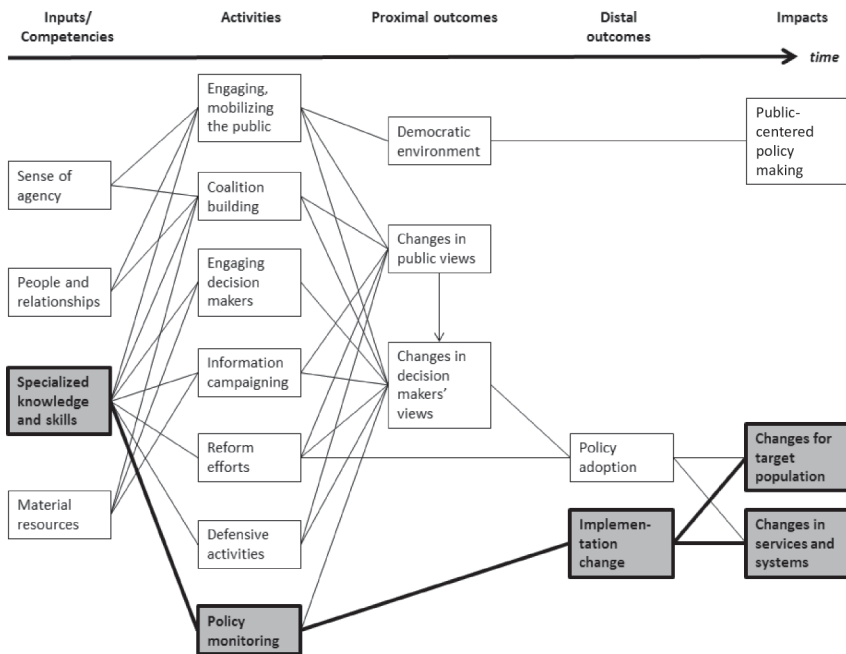 Inputs/
Competencies
Activities
Proximal outcomes
Distal
outcomes
Impacts
time
Sense of
agency
People and
relationships
Specialized
knowledge
and skills
Material
resources
Engaging,
mobilizing
the public
Coalition
building
Engaging
decision
makers
Information
campaigning
Reform
efforts
Defensive
activities
Policy
monitoring
Democratic
environment
Changes in
public views
Changes in
decision
makers'
views
Policy
adoption
Implemen-
tation
change
Public-
centered
policy
making
Changes for
target
population
Changes in
services and
systems